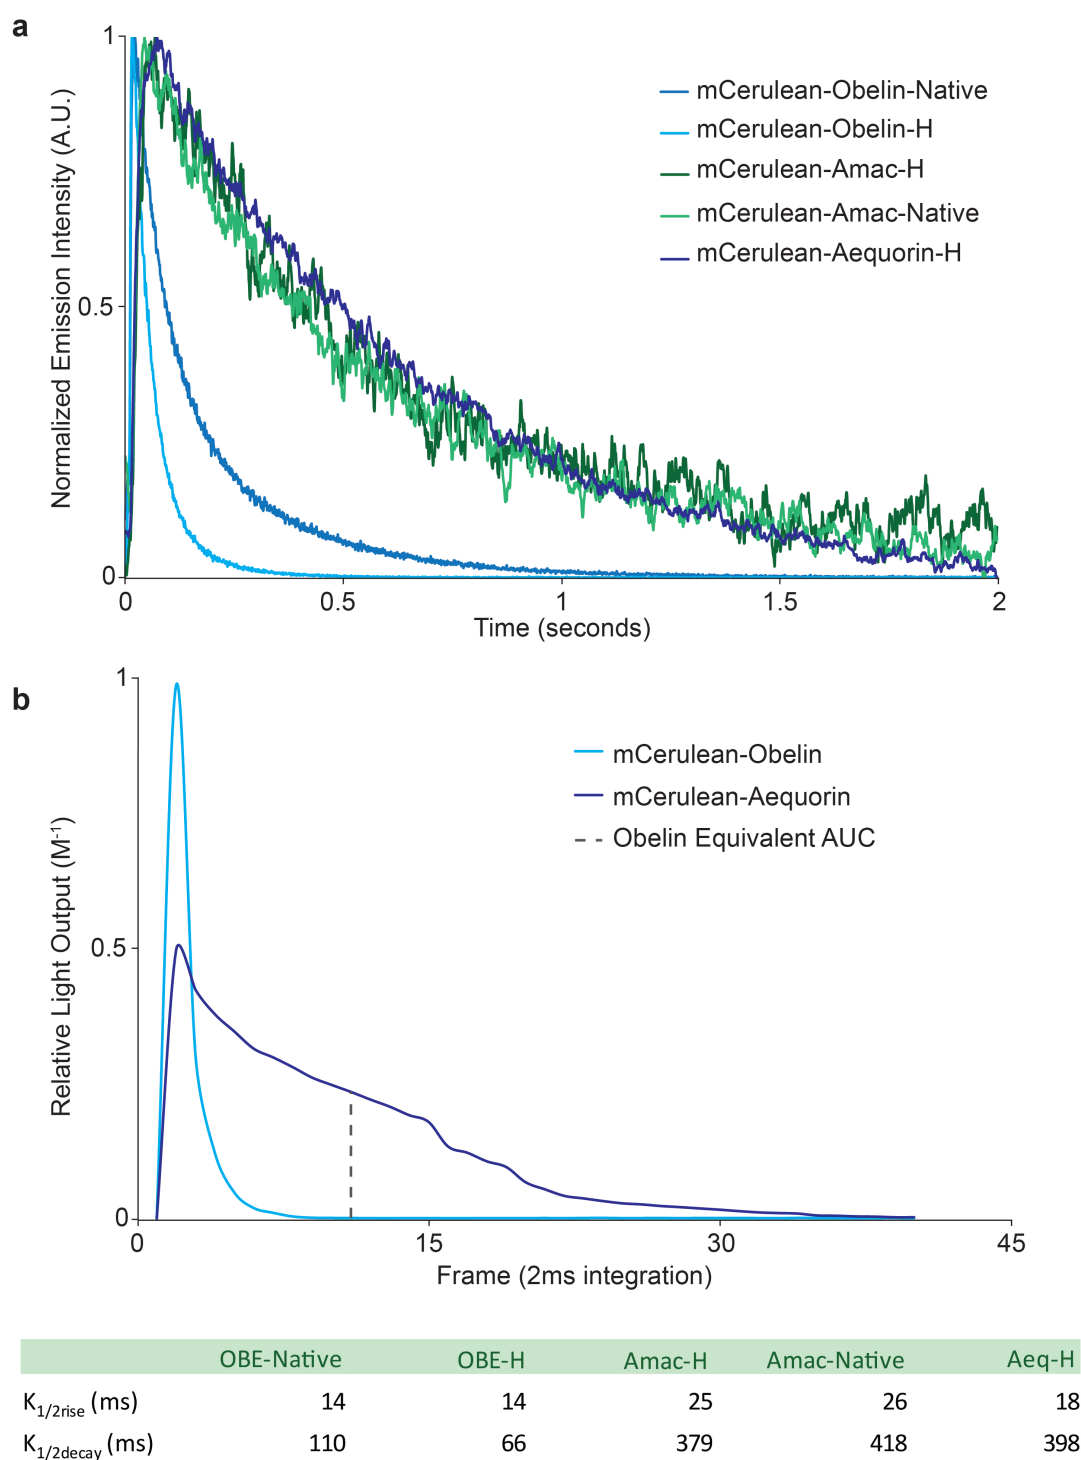 a
Normalized Emission Intensity (A.U.)
1
0.5
0
mCerulean-Obelin-Native
mCerulean-Obelin-H
mCerulean-Amac-H
mCerulean-Amac-Native
mCerulean-Aequorin-H
0 0.5 1 1.5 2
Time (seconds)
b
Relative Light Output (M⁻¹)
1
0.5
0
mCerulean-Obelin
mCerulean-Aequorin
Obelin Equivalent AUC
0 15 30 45
Frame (2ms integration)
OBE-Native OBE-H Amac-H Amac-Native Aeq-H
K1/2rise (ms) 14 14 25 26 18
K1/2decay (ms) 110 66 379 418 398